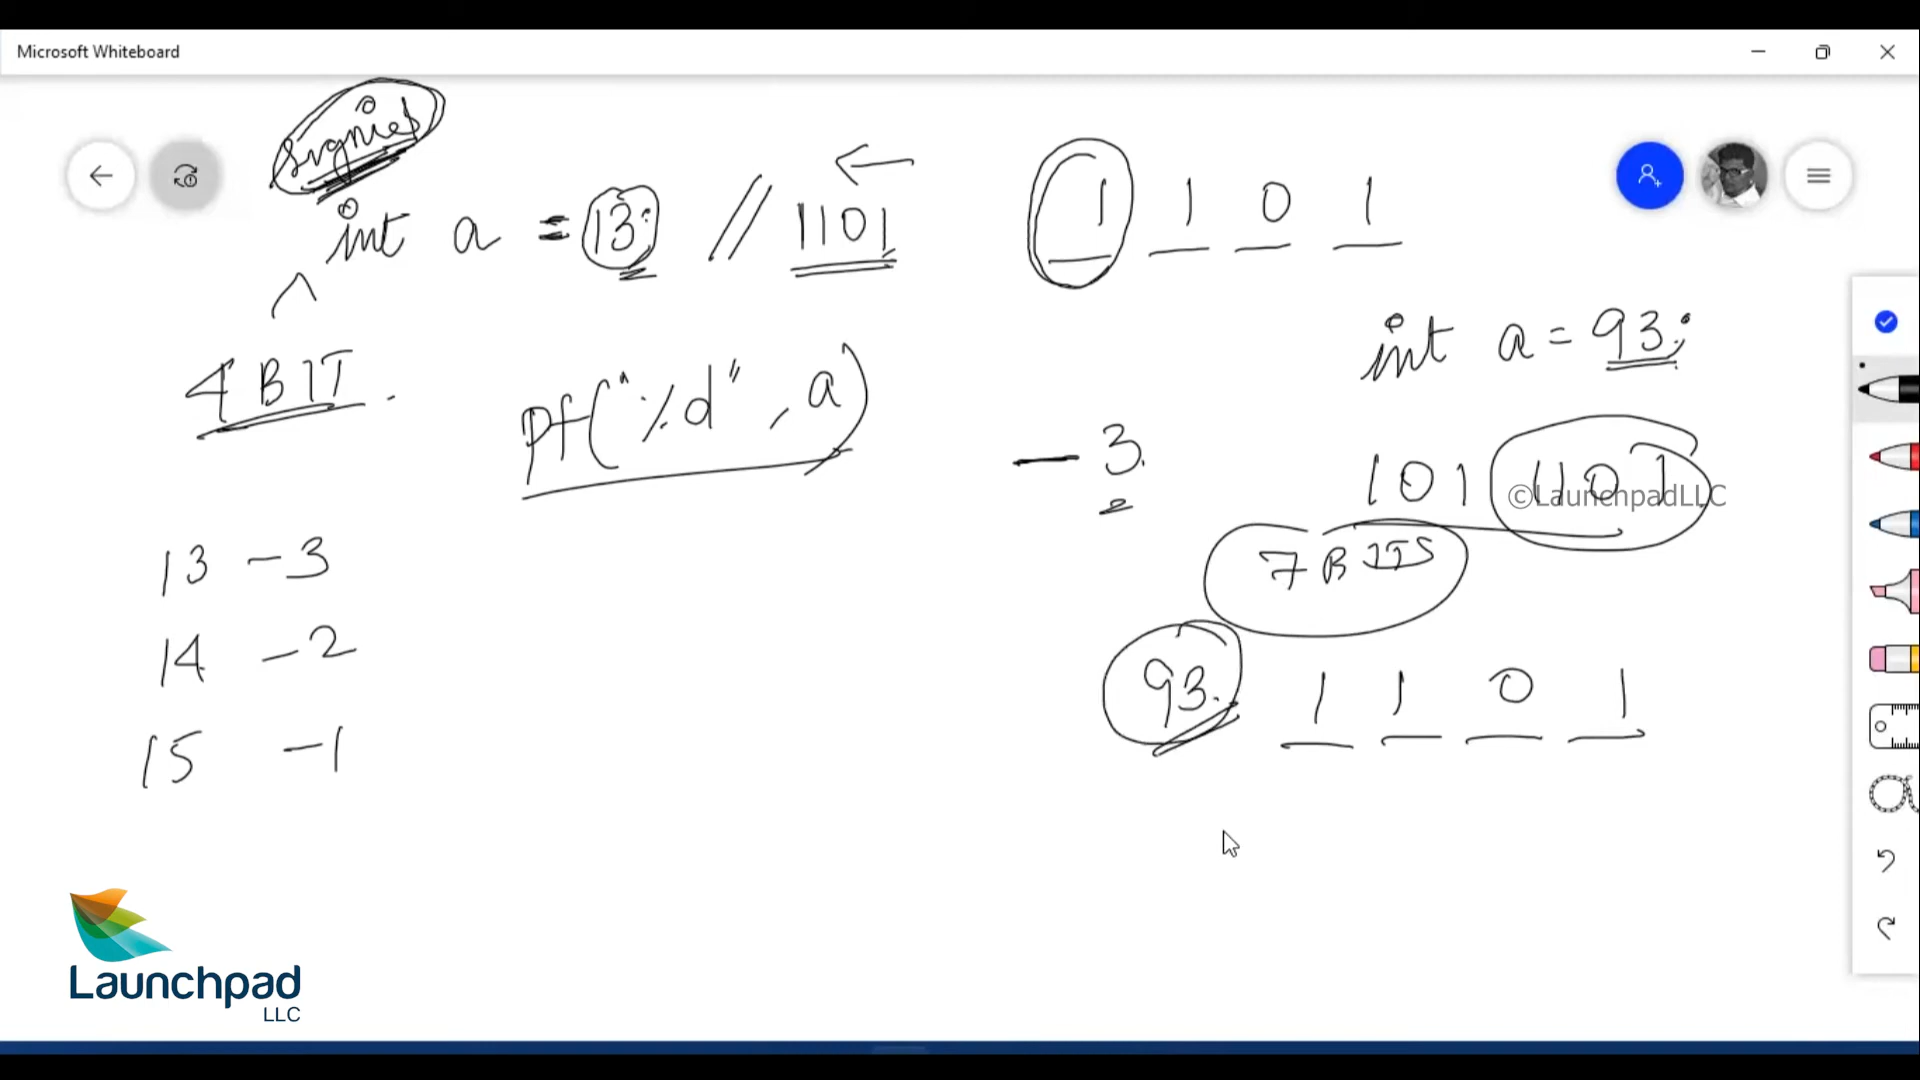 Microsoft Whiteboard
signed
int a = 13; // 1101
1 1 0 1
4 BIT.
int a = 93;
Pf("%d", a)
- 3.
101 1101
©LaunchpadLLC
7 BITS
13 -3
14 -2
15 -1
93. 1 1 0 1
Launchpad
LLC